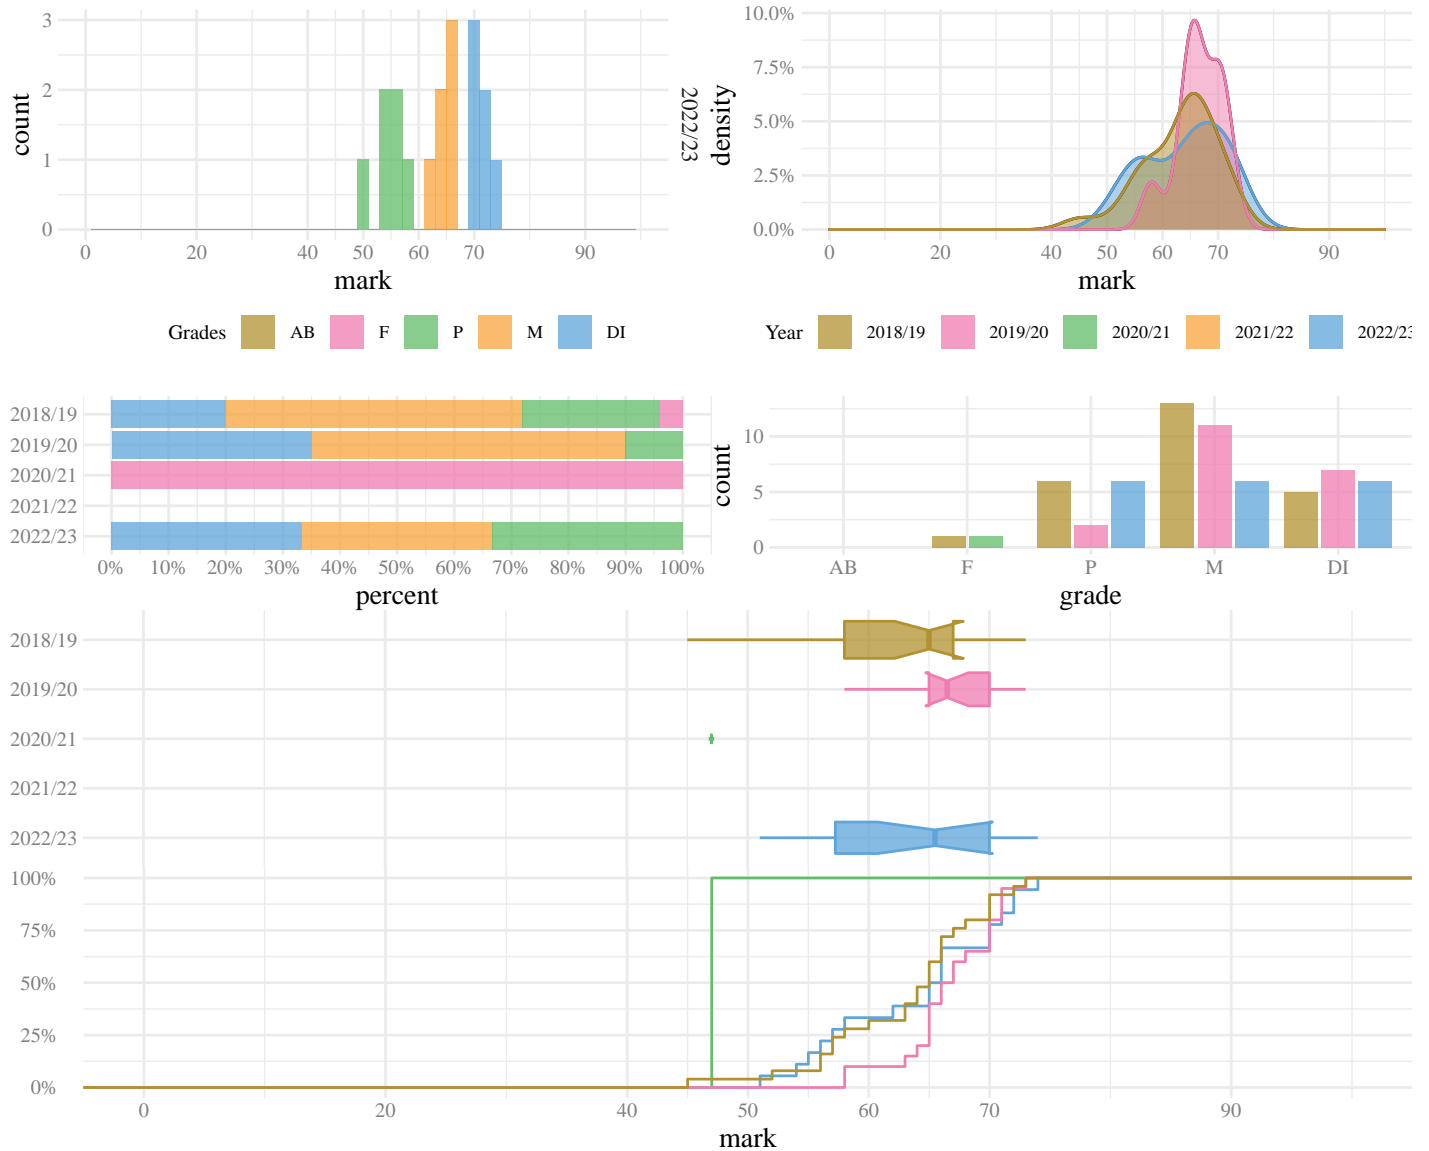 3
2
1
0
count
0 20 40 50 60 70 90
mark
2022/23
10.0%
7.5%
5.0%
2.5%
0.0%
density
0 20 40 50 60 70 90
mark
Grades AB F P M DI
Year 2018/19 2019/20 2020/21 2021/22 2022/23
2018/19
2019/20
2020/21
2021/22
2022/23
0% 10% 20% 30% 40% 50% 60% 70% 80% 90% 100%
percent
10
5
0
count
AB F P M DI
grade
2018/19
2019/20
2020/21
2021/22
2022/23
100%
75%
50%
25%
0%
0 20 40 50 60 70 90
mark